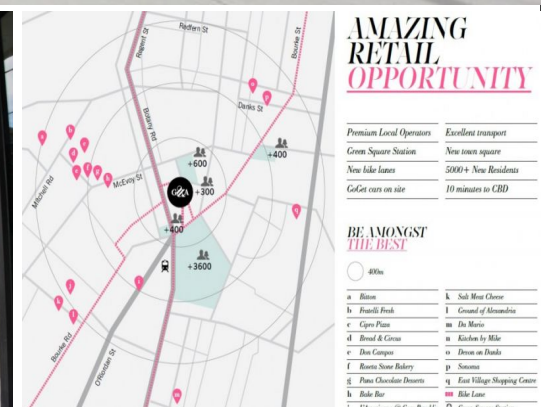 Redfern St
Regent St
Bourke St
Botany Rd
Danks St
+600
+400
McEvoy St
Mitchell Rd
G&A
+300
+400
+3600
Bourke Rd
O'Riordan St
AMAZING
RETAIL
OPPORTUNITY
Premium Local Operators Excellent transport
Green Square Station New town square
New bike lanes 5000+ New Residents
GoGet cars on site 10 minutes to CBD
BE AMONGST
THE BEST
400m
a Bitton k Salt Meat Cheese
b Fratelli Fresh l Ground of Alexandria
c Cipro Pizza m Da Mario
d Bread & Circus n Kitchen by Mike
e Don Campos o Devon on Danks
f Roseta Stone Bakery p Sonoma
g Pana Chocolate Desserts q East Village Shopping Centre
h Bake Bar Bike Lane